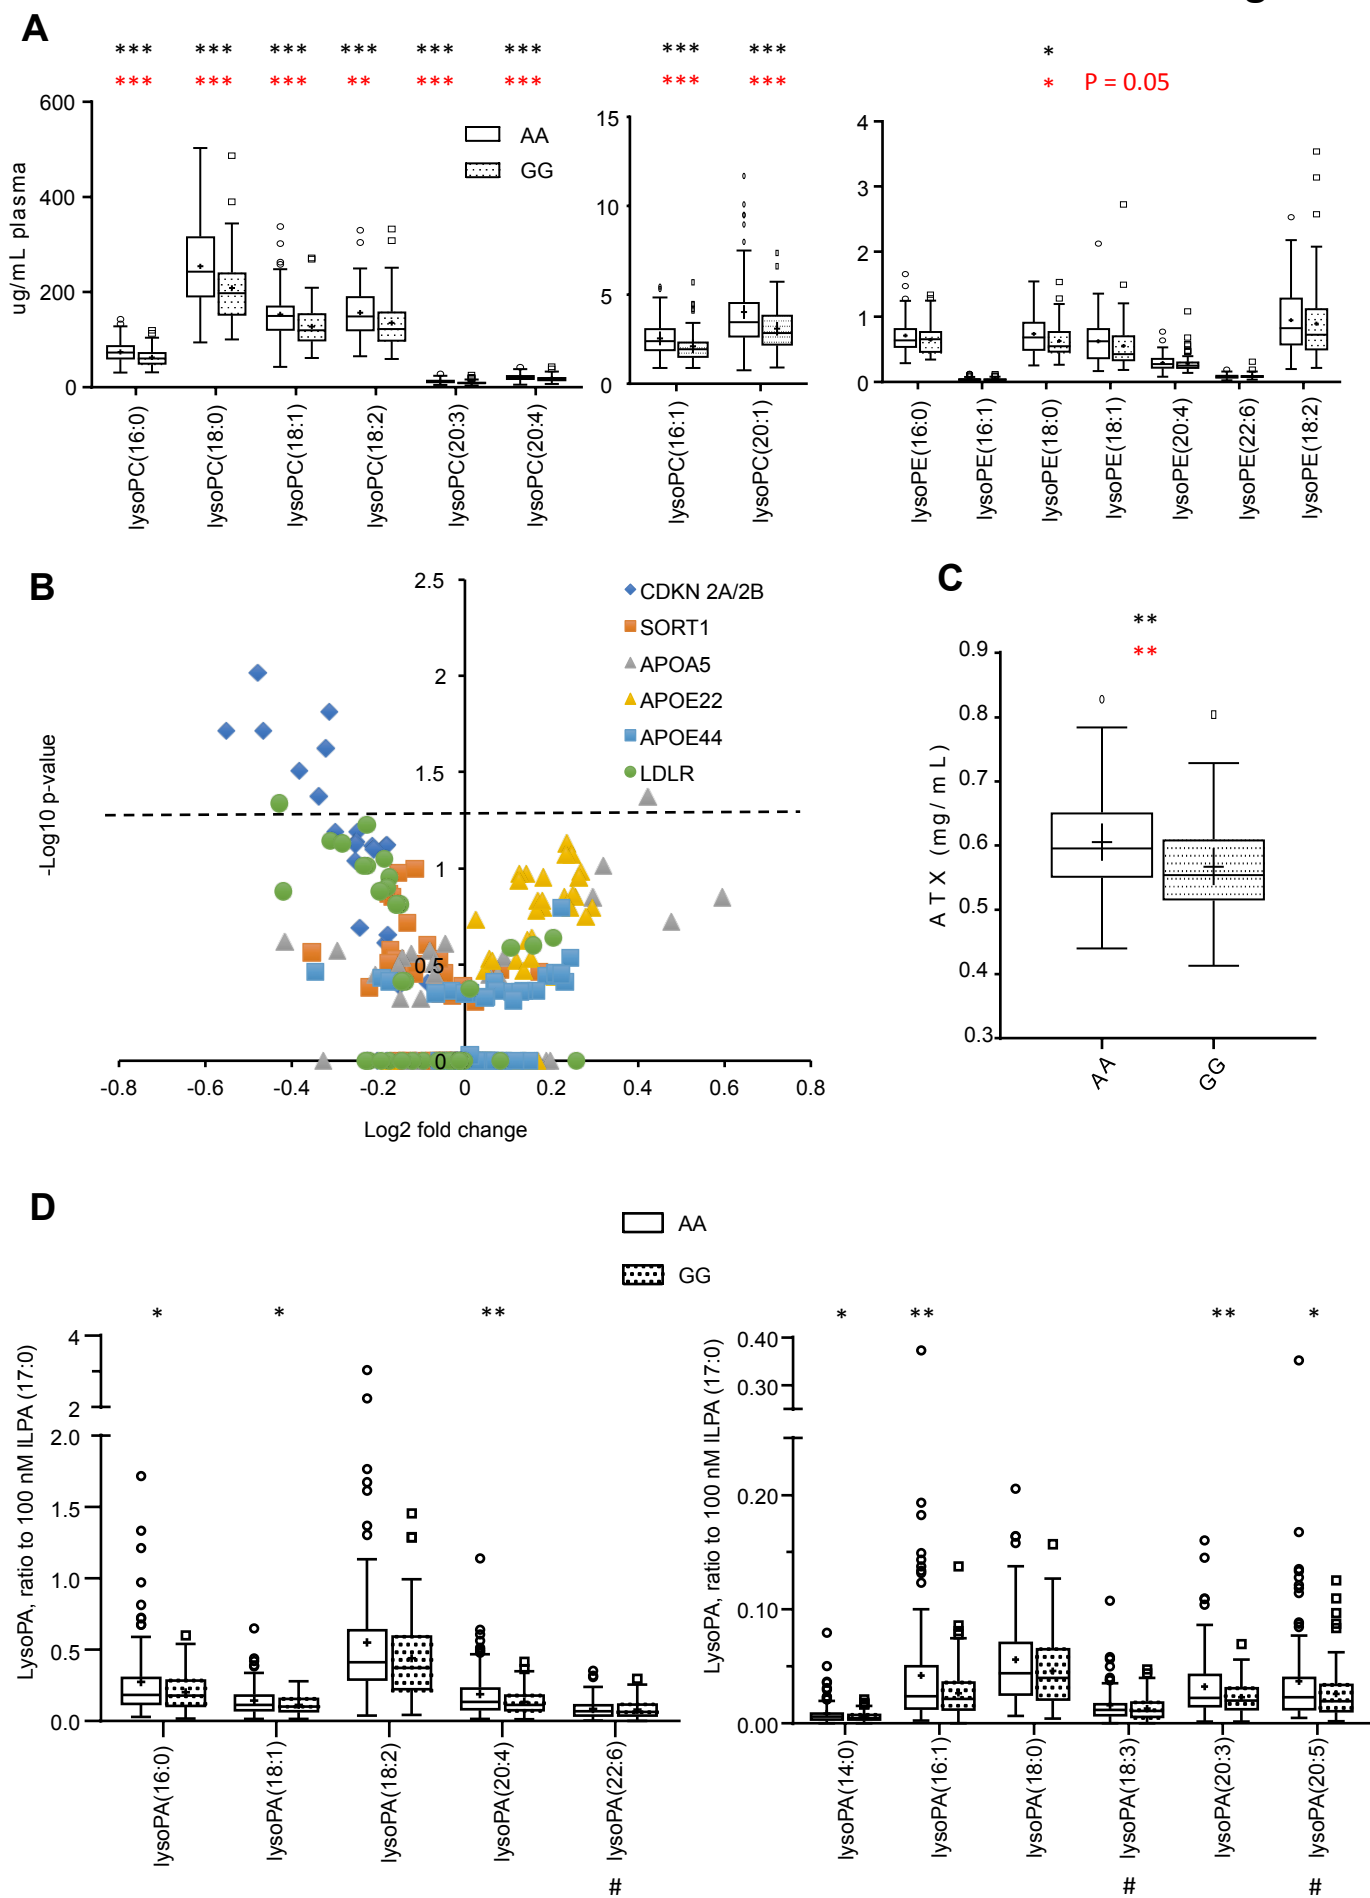 A
*** *** *** *** *** *** *** *** *
*** *** *** ** *** *** *** *** * P = 0.05
ug/mL plasma
600
400
200
0
AA
GG
15
10
5
0
4
3
2
1
0
lysoPC(16:0)
lysoPC(18:0)
lysoPC(18:1)
lysoPC(18:2)
lysoPC(20:3)
lysoPC(20:4)
lysoPC(16:1)
lysoPC(20:1)
lysoPE(16:0)
lysoPE(16:1)
lysoPE(18:0)
lysoPE(18:1)
lysoPE(20:4)
lysoPE(22:6)
lysoPE(18:2)
B
-Log10 p-value
2.5
2
1.5
1
0.5
0
CDKN 2A/2B
SORT1
APOA5
APOE22
APOE44
LDLR
-0.8 -0.6 -0.4 -0.2 0 0.2 0.4 0.6 0.8
Log2 fold change
C
**
**
ATX (mg/mL)
0.9
0.8
0.7
0.6
0.5
0.4
0.3
AA
GG
D
AA
GG
* * **
LysoPA, ratio to 100 nM ILPA (17:0)
4
2
2.0
1.5
1.0
0.5
0.0
lysoPA(16:0)
lysoPA(18:1)
lysoPA(18:2)
lysoPA(20:4)
lysoPA(22:6)
#
* ** ** *
LysoPA, ratio to 100 nM ILPA (17:0)
0.40
0.30
0.20
0.10
0.00
lysoPA(14:0)
lysoPA(16:1)
lysoPA(18:0)
lysoPA(18:3)
lysoPA(20:3)
lysoPA(20:5)
# #